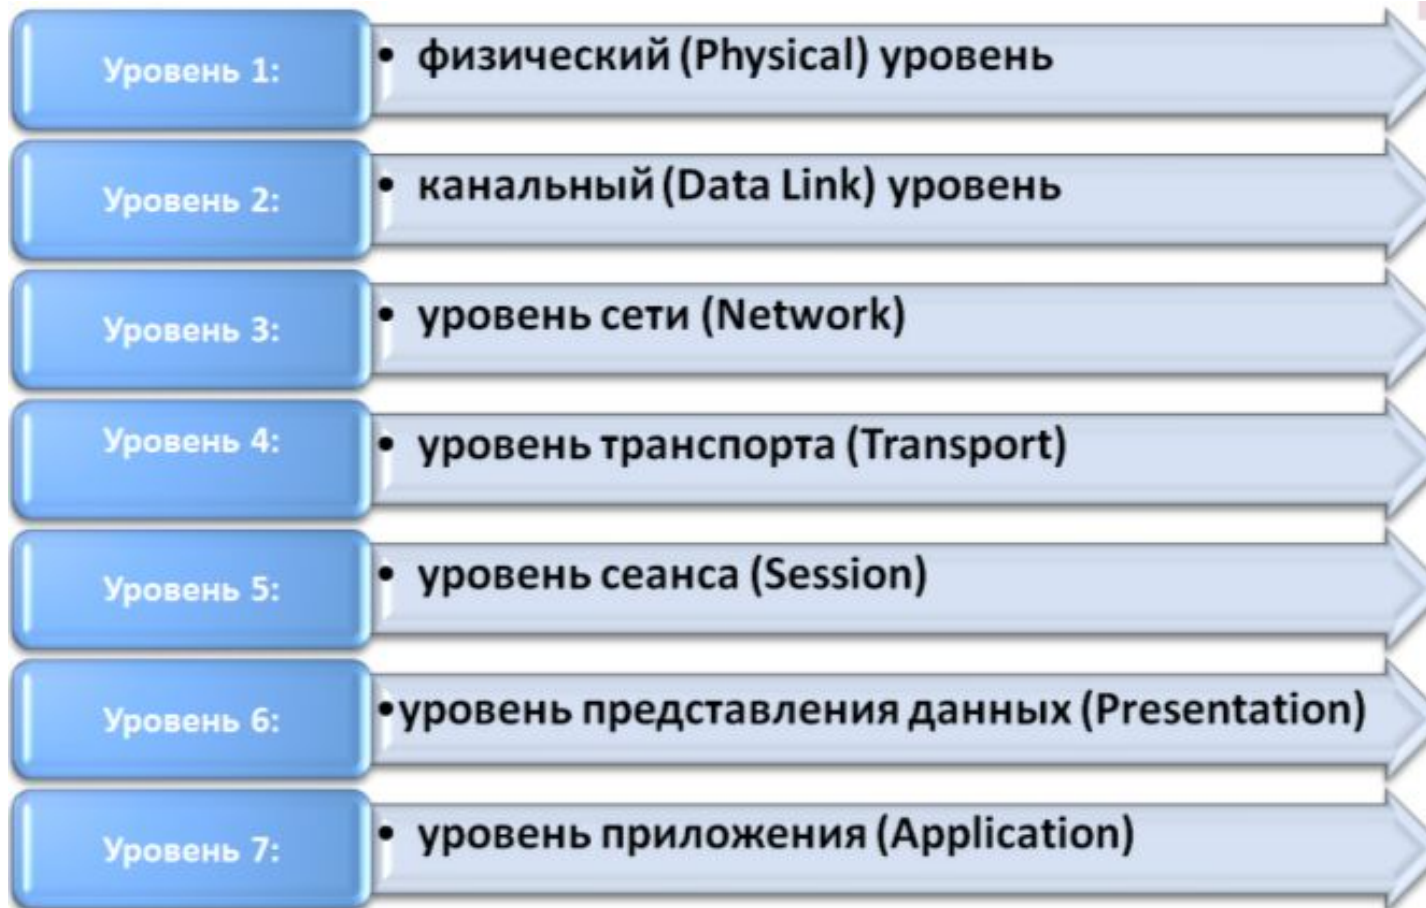 Уровень 1:
• физический (Physical) уровень
Уровень 2:
• канальный (Data Link) уровень
Уровень 3:
• уровень сети (Network)
Уровень 4:
• уровень транспорта (Transport)
Уровень 5:
• уровень сеанса (Session)
Уровень 6:
•уровень представления данных (Presentation)
Уровень 7:
• уровень приложения (Application)